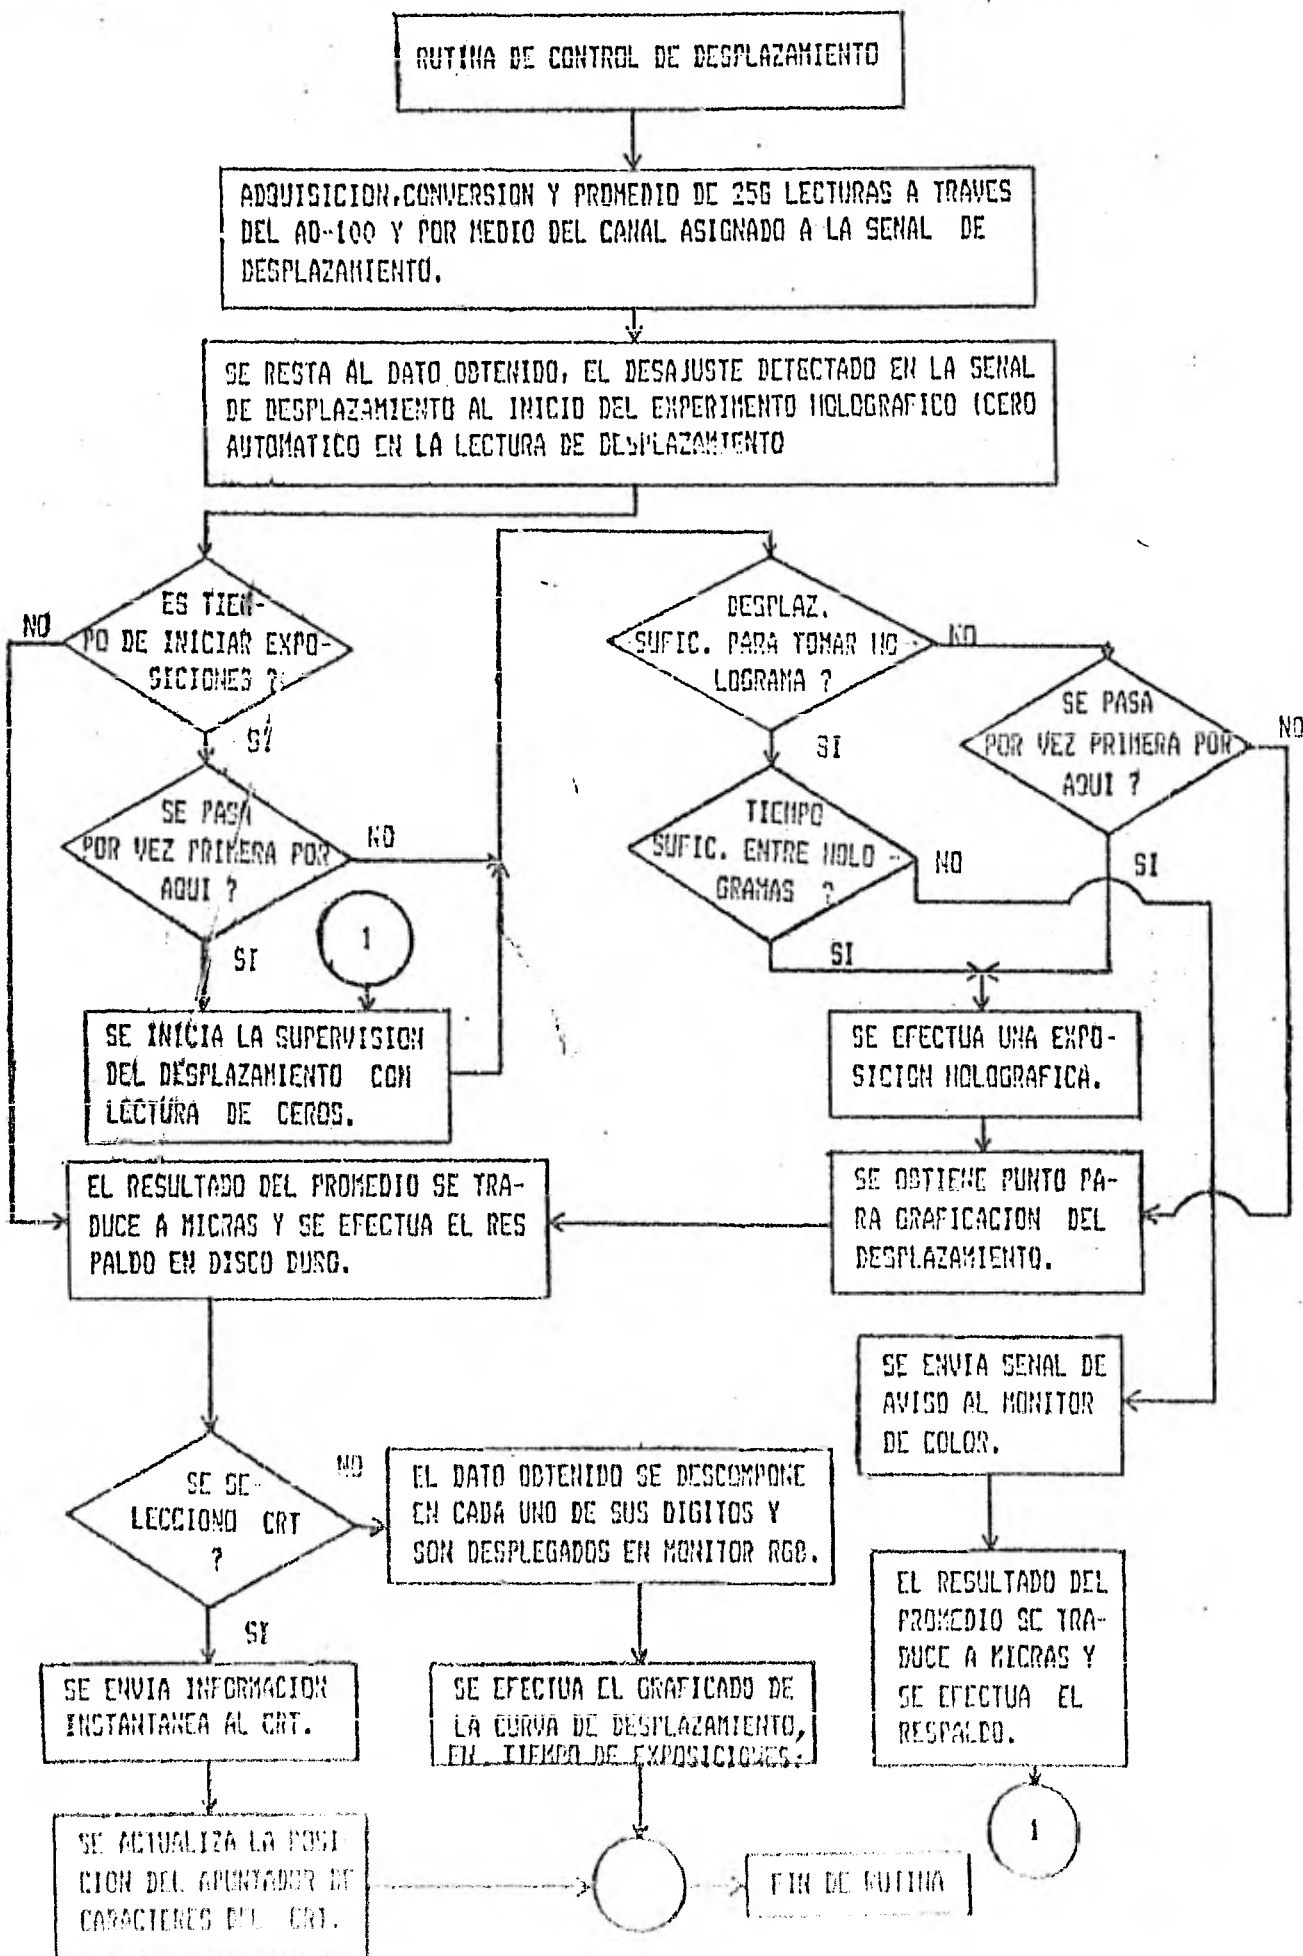 RUTINA DE CONTROL DE DESPLAZAMIENTO
ADQUISICION,CONVERSION Y PROMEDIO DE 256 LECTURAS A TRAVES
DEL AD-100 Y POR MEDIO DEL CANAL ASIGNADO A LA SENAL DE
DESPLAZAMIENTO.
SE RESTA AL DATO OBTENIDO, EL DESAJUSTE DETECTADO EN LA SENAL
DE DESPLAZAMIENTO AL INICIO DEL EXPERIMENTO HOLOGRAFICO (CERO
AUTOMATICO EN LA LECTURA DE DESPLAZAMIENTO
ES TIEM-
PO DE INICIAR EXPO-
SICIONES ?
NO
SI
SE PASA
POR VEZ PRIMERA POR
AQUI ?
NO
SI
1
SE INICIA LA SUPERVISION
DEL DESPLAZAMIENTO CON
LECTURA DE CEROS.
DESPLAZ.
SUFIC. PARA TOMAR HO
LOGRAMA ?
NO
SI
SE PASA
POR VEZ PRIMERA POR
AQUI ?
NO
SI
TIEMPO
SUFIC. ENTRE HOLO -
GRAMAS ?
NO
SI
SE EFECTUA UNA EXPO-
SICION HOLOGRAFICA.
SE OBTIENE PUNTO PA-
RA GRAFICACION DEL
DESPLAZAMIENTO.
EL RESULTADO DEL PROMEDIO SE TRA-
DUCE A MICRAS Y SE EFECTUA EL RES
PALDO EN DISCO DURO.
SE ENVIA SENAL DE
AVISO AL MONITOR
DE COLOR.
SE SE-
LECCIONO CRT
?
NO
SI
EL DATO OBTENIDO SE DESCOMPONE
EN CADA UNO DE SUS DIGITOS Y
SON DESPLEGADOS EN MONITOR RGB.
EL RESULTADO DEL
PROMEDIO SE TRA-
DUCE A MICRAS Y
SE EFECTUA EL
RESPALDO.
SE ENVIA INFORMACION
INSTANTANEA AL CRT.
SE EFECTUA EL GRAFICADO DE
LA CURVA DE DESPLAZAMIENTO,
EN TIEMPO DE EXPOSICIONES.
1
SE ACTUALIZA LA POSI
CION DEL APUNTADOR DE
CARACTERES DEL CRT.
FIN DE RUTINA